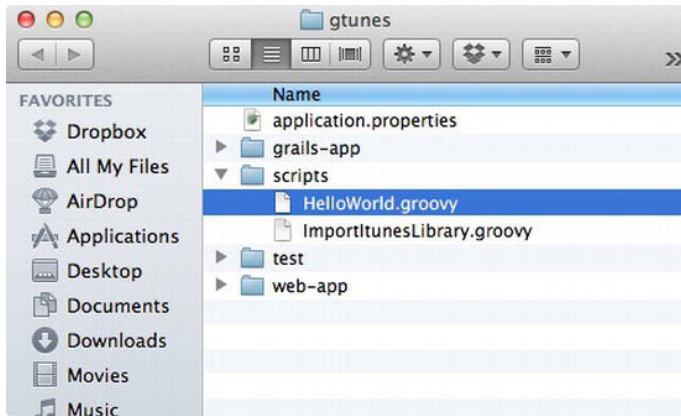 gtunes
FAVORITES
Dropbox
All My Files
AirDrop
Applications
Desktop
Documents
Downloads
Movies
Music
Name
application.properties
grails-app
scripts
HelloWorld.groovy
ImportItunesLibrary.groovy
test
web-app